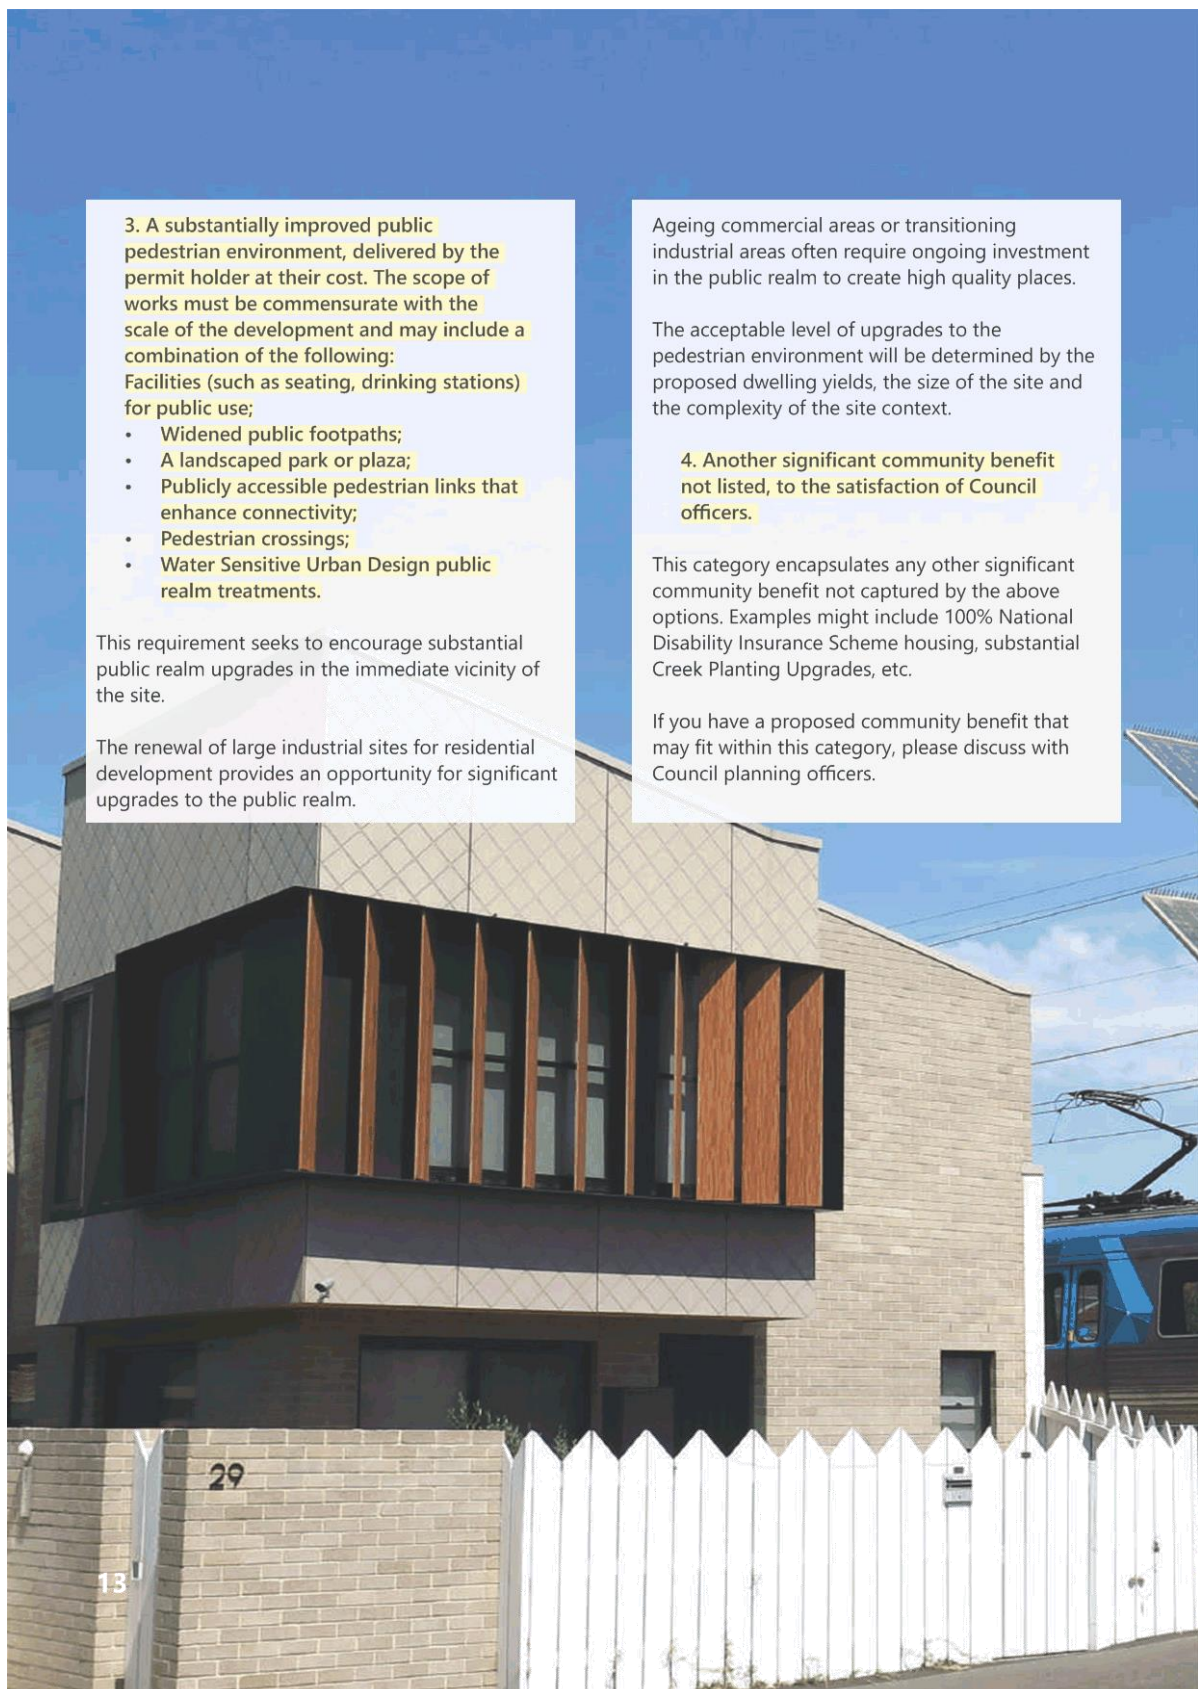 3. A substantially improved public
pedestrian environment, delivered by the
permit holder at their cost. The scope of
works must be commensurate with the
scale of the development and may include a
combination of the following:
Facilities (such as seating, drinking stations)
for public use;
• Widened public footpaths;
• A landscaped park or plaza;
• Publicly accessible pedestrian links that
enhance connectivity;
• Pedestrian crossings;
• Water Sensitive Urban Design public
realm treatments.
This requirement seeks to encourage substantial
public realm upgrades in the immediate vicinity of
the site.
The renewal of large industrial sites for residential
development provides an opportunity for significant
upgrades to the public realm.
Ageing commercial areas or transitioning
industrial areas often require ongoing investment
in the public realm to create high quality places.
The acceptable level of upgrades to the
pedestrian environment will be determined by the
proposed dwelling yields, the size of the site and
the complexity of the site context.
4. Another significant community benefit
not listed, to the satisfaction of Council
officers.
This category encapsulates any other significant
community benefit not captured by the above
options. Examples might include 100% National
Disability Insurance Scheme housing, substantial
Creek Planting Upgrades, etc.
If you have a proposed community benefit that
may fit within this category, please discuss with
Council planning officers.
29
13